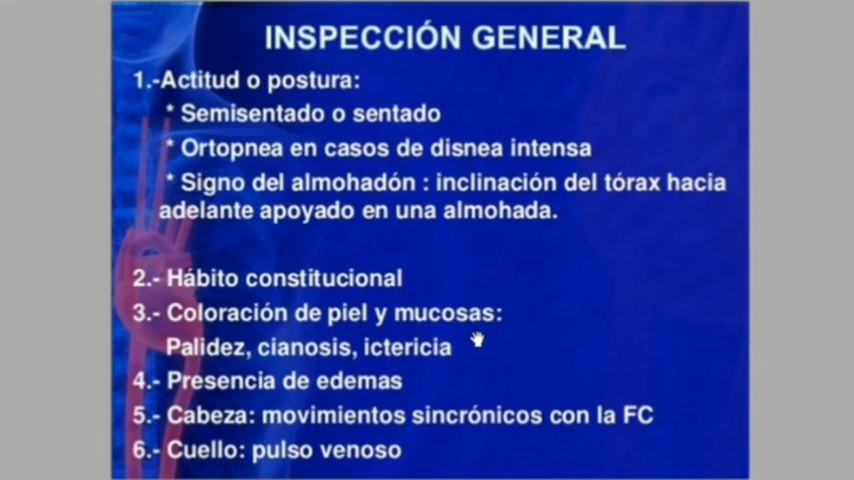 INSPECCIÓN GENERAL
1.-Actitud o postura:
* Semisentado o sentado
* Ortopnea en casos de disnea intensa
* Signo del almohadón : inclinación del tórax hacia
adelante apoyado en una almohada.
2.- Hábito constitucional
3.- Coloración de piel y mucosas:
Palidez, cianosis, ictericia
4.- Presencia de edemas
5.- Cabeza: movimientos sincrónicos con la FC
6.- Cuello: pulso venoso